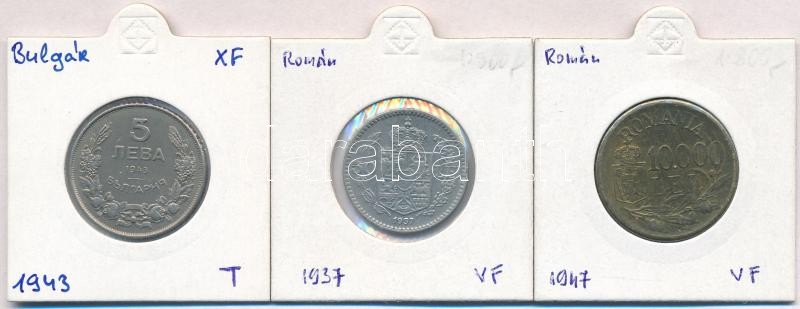 Bulgár XF
5
ЛЕВА
1943
БЪЛГАРИЯ
1943 T
Román
1937
1937 VF
Román
ROMANIA
10.000
LEI
1947 VF